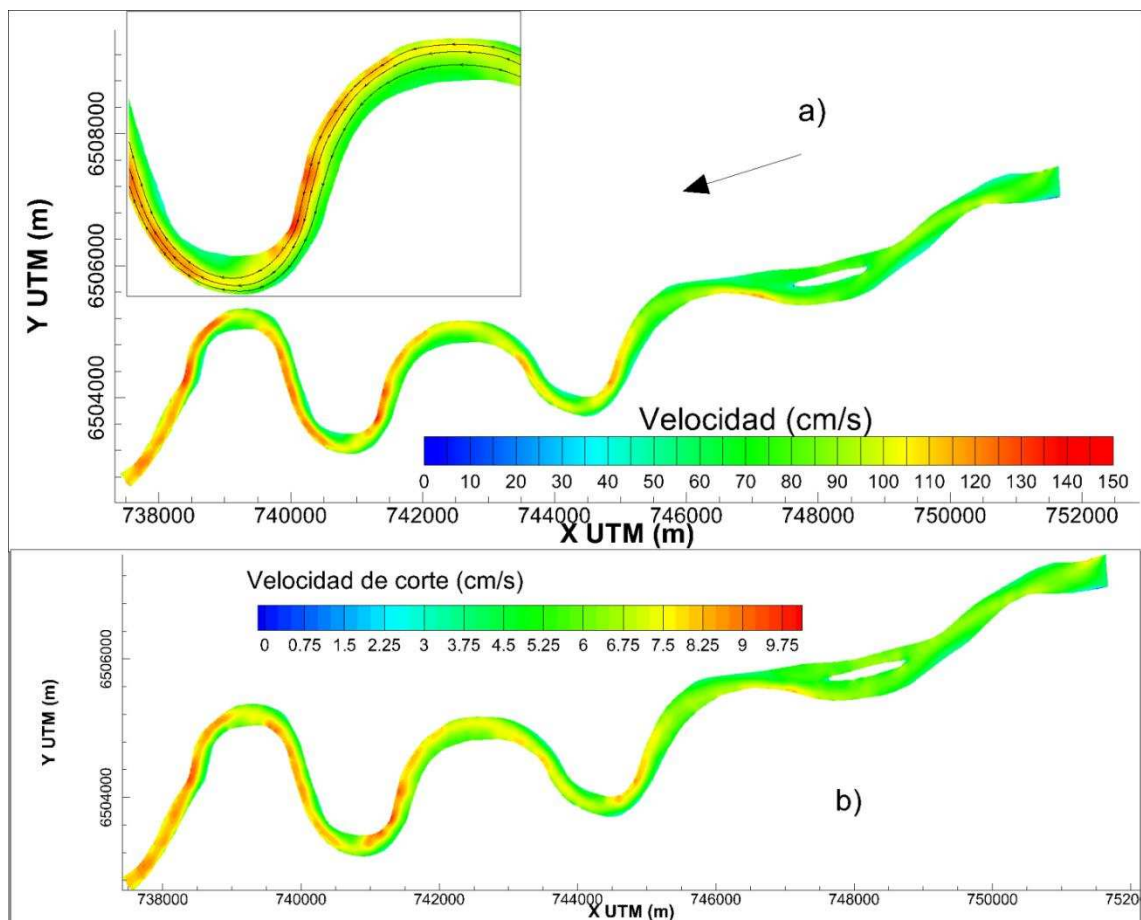 a)
Y UTM (m)
6508000
6506000
6504000
Velocidad (cm/s)
0 10 20 30 40 50 60 70 80 90 100 110 120 130 140 150
738000 740000 742000 744000 746000 748000 750000 752000
X UTM (m)
Velocidad de corte (cm/s)
0 0.75 1.5 2.25 3 3.75 4.5 5.25 6 6.75 7.5 8.25 9 9.75
Y UTM (m)
6506000
6504000
b)
738000 740000 742000 744000 746000 748000 750000 7520
X UTM (m)